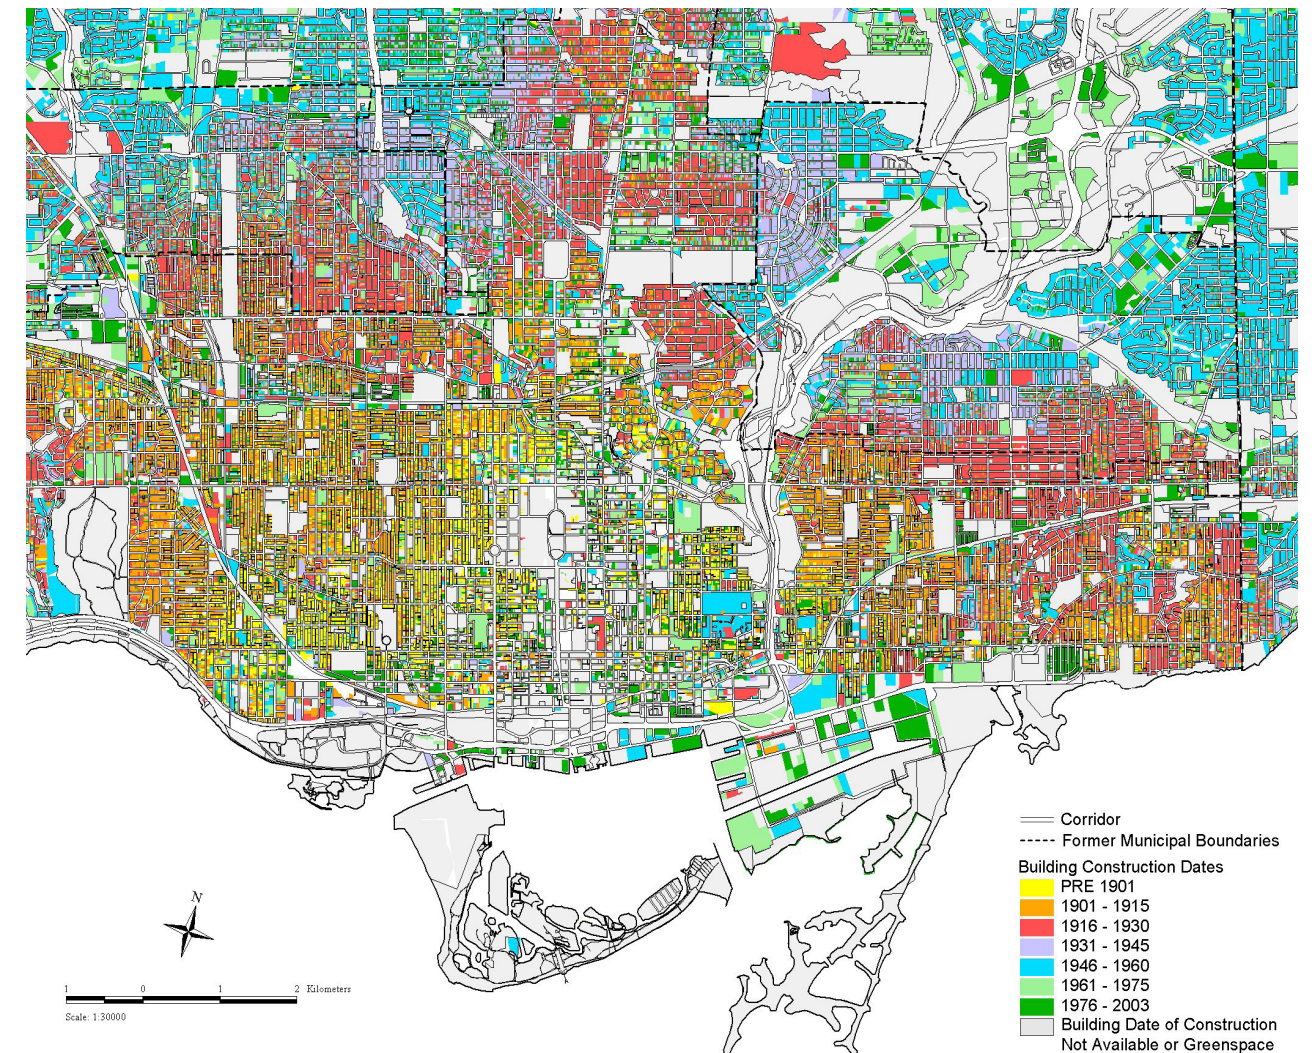 Corridor
Former Municipal Boundaries
Building Construction Dates
PRE 1901
1901 - 1915
1916 - 1930
1931 - 1945
1946 - 1960
1961 - 1975
1976 - 2003
Building Date of Construction
Not Available or Greenspace
N
1 0 1 2 Kilometers
Scale: 1:30000